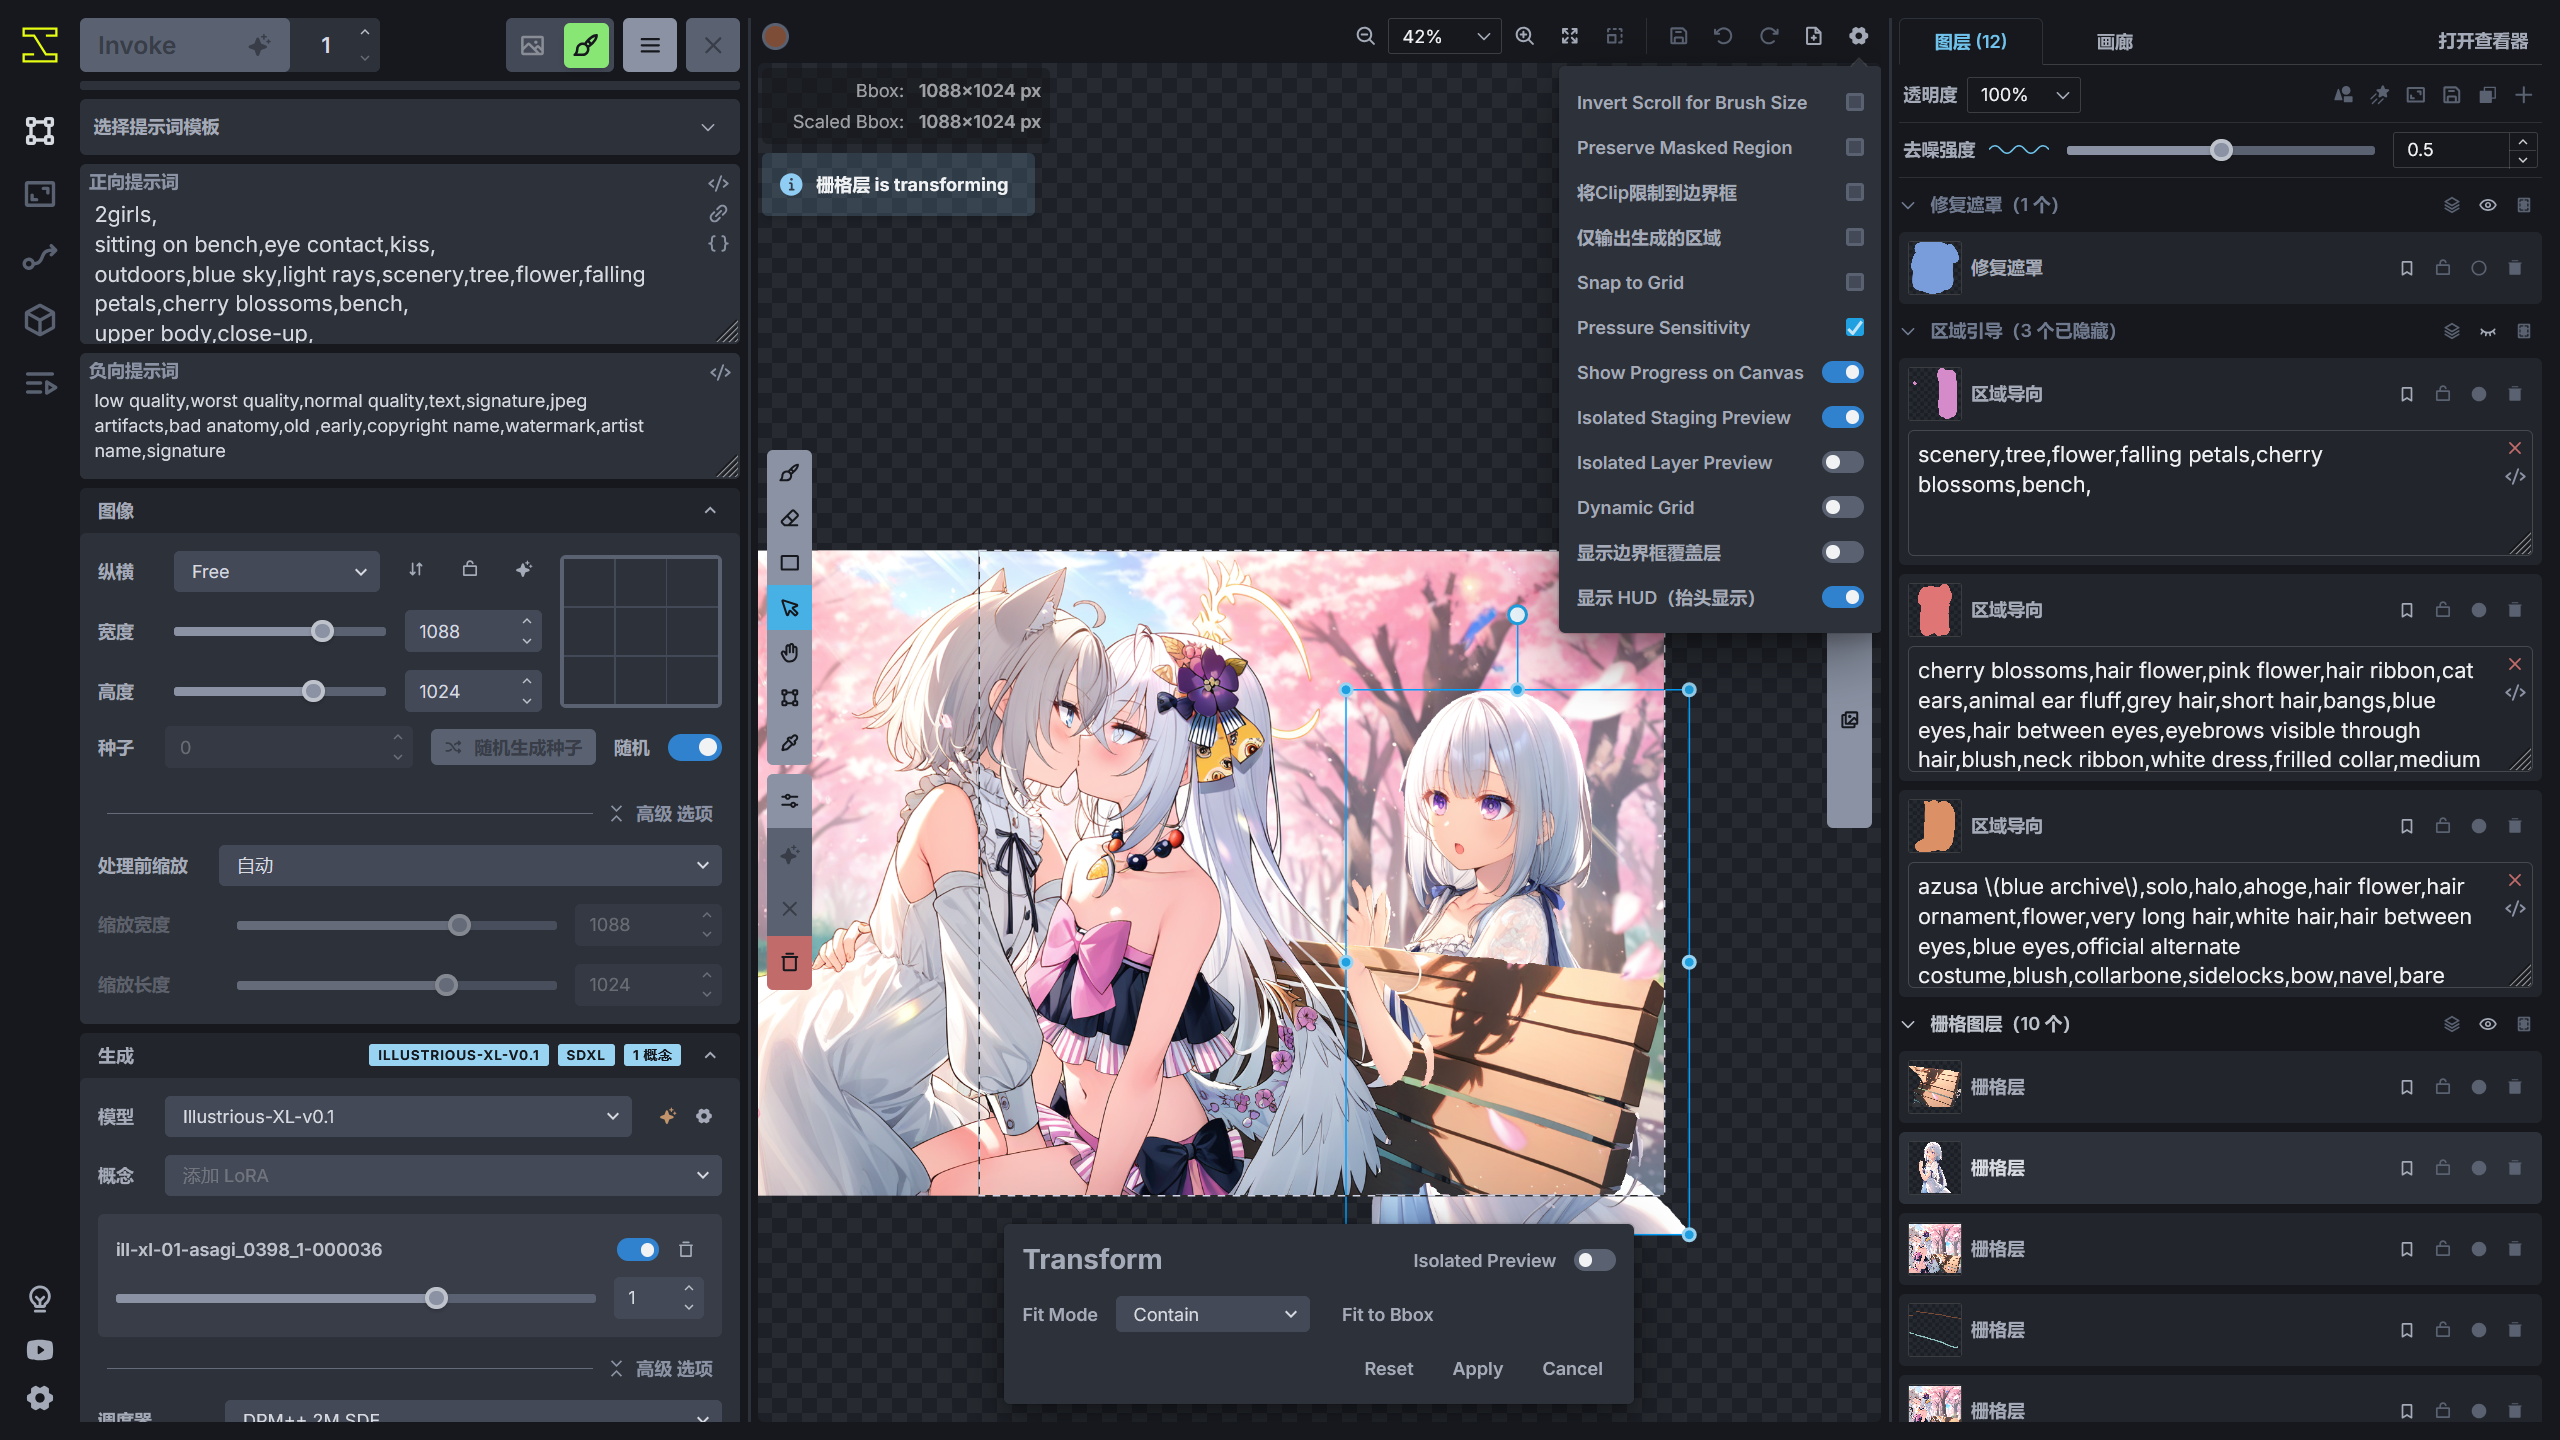 Invoke
1
选择提示词模板
正向提示词
2girls,
sitting on bench,eye contact,kiss,
outdoors,blue sky,light rays,scenery,tree,flower,falling
petals,cherry blossoms,bench,
upper body,close-up,
负向提示词
low quality,worst quality,normal quality,text,signature,jpeg
artifacts,bad anatomy,old ,early,copyright name,watermark,artist
name,signature
图像
纵横
Free
宽度
1088
高度
1024
种子
0
随机生成种子
随机
高级 选项
处理前缩放
自动
缩放宽度
1088
缩放长度
1024
生成
ILLUSTRIOUS-XL-V0.1
SDXL
1 概念
模型
Illustrious-XL-v0.1
概念
添加 LoRA
ill-xl-01-asagi_0398_1-000036
1
高级 选项
调度器
DPM++ 2M SDE
42%
Bbox: 1088×1024 px
Scaled Bbox: 1088×1024 px
栅格层 is transforming
Invert Scroll for Brush Size
Preserve Masked Region
将Clip限制到边界框
仅输出生成的区域
Snap to Grid
Pressure Sensitivity
Show Progress on Canvas
Isolated Staging Preview
Isolated Layer Preview
Dynamic Grid
显示边界框覆盖层
显示 HUD（抬头显示）
Transform
Isolated Preview
Fit Mode
Contain
Fit to Bbox
Reset
Apply
Cancel
图层 (12)
画廊
打开查看器
透明度
100%
去噪强度
0.5
修复遮罩（1 个）
修复遮罩
区域引导（3 个已隐藏）
区域导向
scenery,tree,flower,falling petals,cherry
blossoms,bench,
区域导向
cherry blossoms,hair flower,pink flower,hair ribbon,cat
ears,animal ear fluff,grey hair,short hair,bangs,blue
eyes,hair between eyes,eyebrows visible through
hair,blush,neck ribbon,white dress,frilled collar,medium
区域导向
azusa \(blue archive\),solo,halo,ahoge,hair flower,hair
ornament,flower,very long hair,white hair,hair between
eyes,blue eyes,official alternate
costume,blush,collarbone,sidelocks,bow,navel,bare
栅格图层（10 个）
栅格层
栅格层
栅格层
栅格层
栅格层